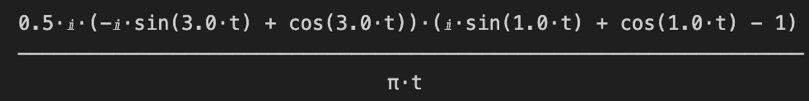 0.5⋅ⅈ⋅(-ⅈ⋅sin(3.0⋅t) + cos(3.0⋅t))⋅(ⅈ⋅sin(1.0⋅t) + cos(1.0⋅t) - 1)
π⋅t